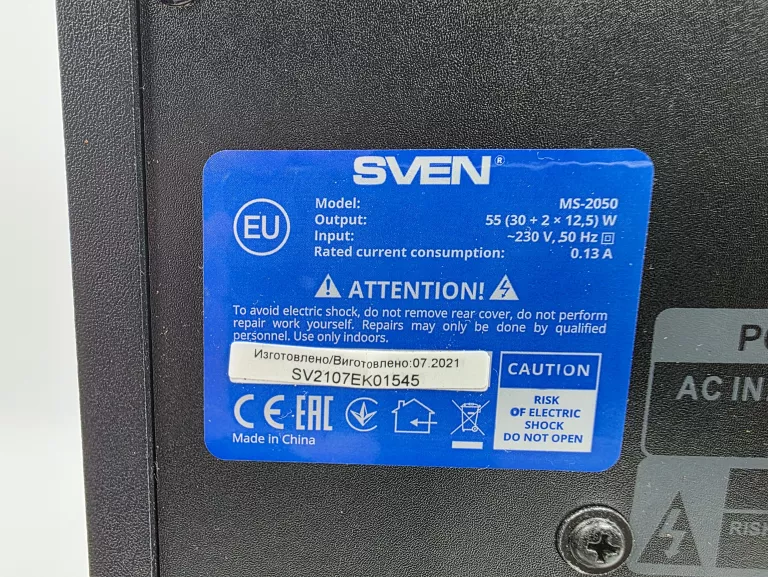 SVEN®
EU
Model: MS-2050
Output: 55 (30 + 2 × 12,5) W
Input: ~230 V, 50 Hz
Rated current consumption: 0.13 A
ATTENTION!
To avoid electric shock, do not remove rear cover, do not perform
repair work yourself. Repairs may only be done by qualified
personnel. Use only indoors.
Изготовлено/Виготовлено:07.2021
SV2107EK01545
CAUTION
RISK
OF ELECTRIC
SHOCK
DO NOT OPEN
CE EAC
Made in China
AC IN
RISK